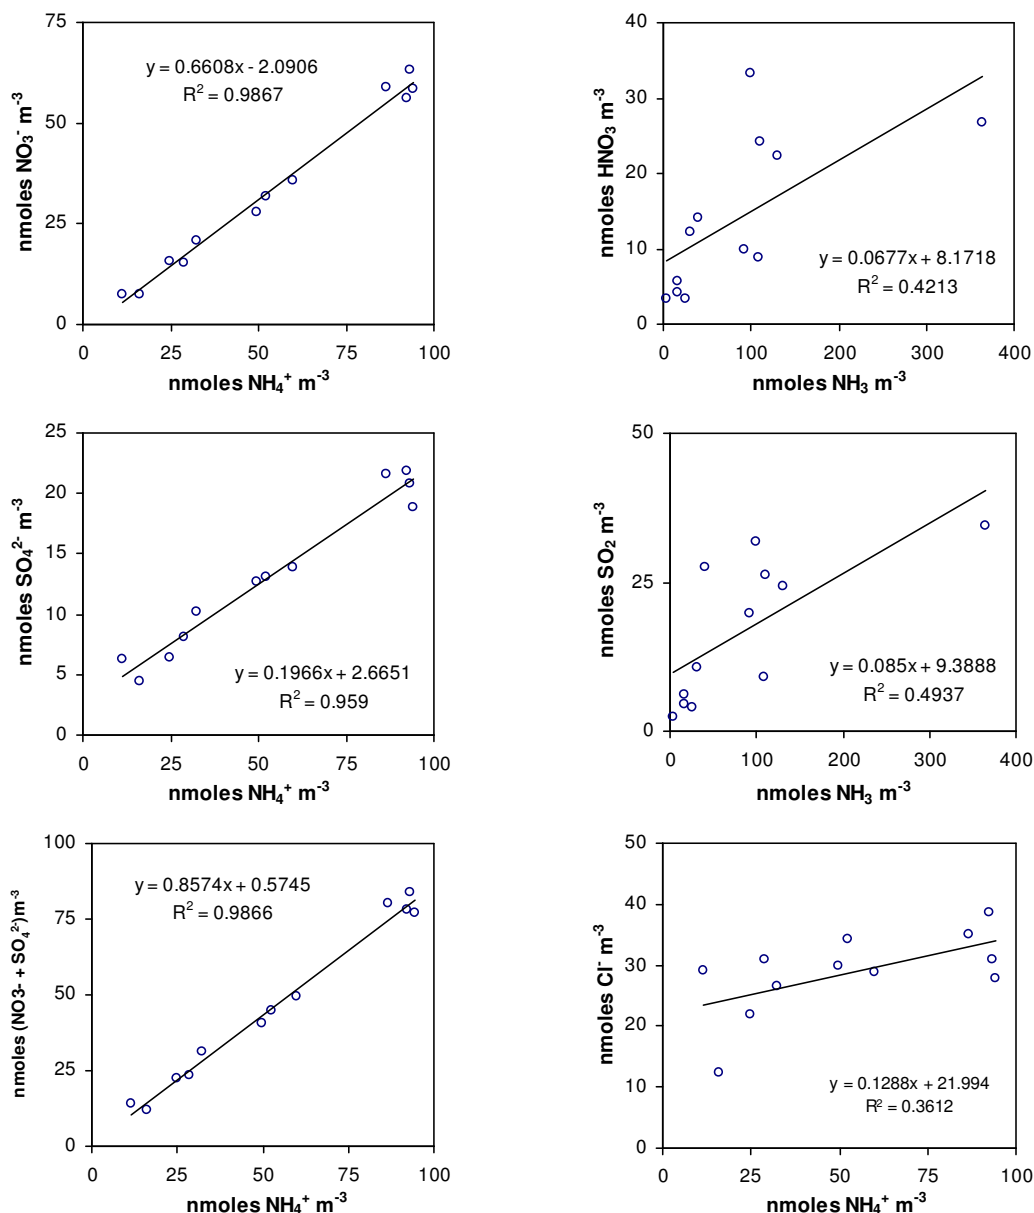 75
50
25
0
nmoles NO₃⁻ m⁻³
y = 0.6608x - 2.0906
R² = 0.9867
0 25 50 75 100
nmoles NH₄⁺ m⁻³
40
30
20
10
0
nmoles HNO₃ m⁻³
y = 0.0677x + 8.1718
R² = 0.4213
0 100 200 300 400
nmoles NH₃ m⁻³
25
20
15
10
5
0
nmoles SO₄²⁻ m⁻³
y = 0.1966x + 2.6651
R² = 0.959
0 25 50 75 100
nmoles NH₄⁺ m⁻³
50
25
0
nmoles SO₂ m⁻³
y = 0.085x + 9.3888
R² = 0.4937
0 100 200 300 400
nmoles NH₃ m⁻³
100
75
50
25
0
nmoles (NO3- + SO₄²⁻)m⁻³
y = 0.8574x + 0.5745
R² = 0.9866
0 25 50 75 100
nmoles NH₄⁺ m⁻³
50
40
30
20
10
0
nmoles Cl⁻ m⁻³
y = 0.1288x + 21.994
R² = 0.3612
0 25 50 75 100
nmoles NH₄⁺ m⁻³